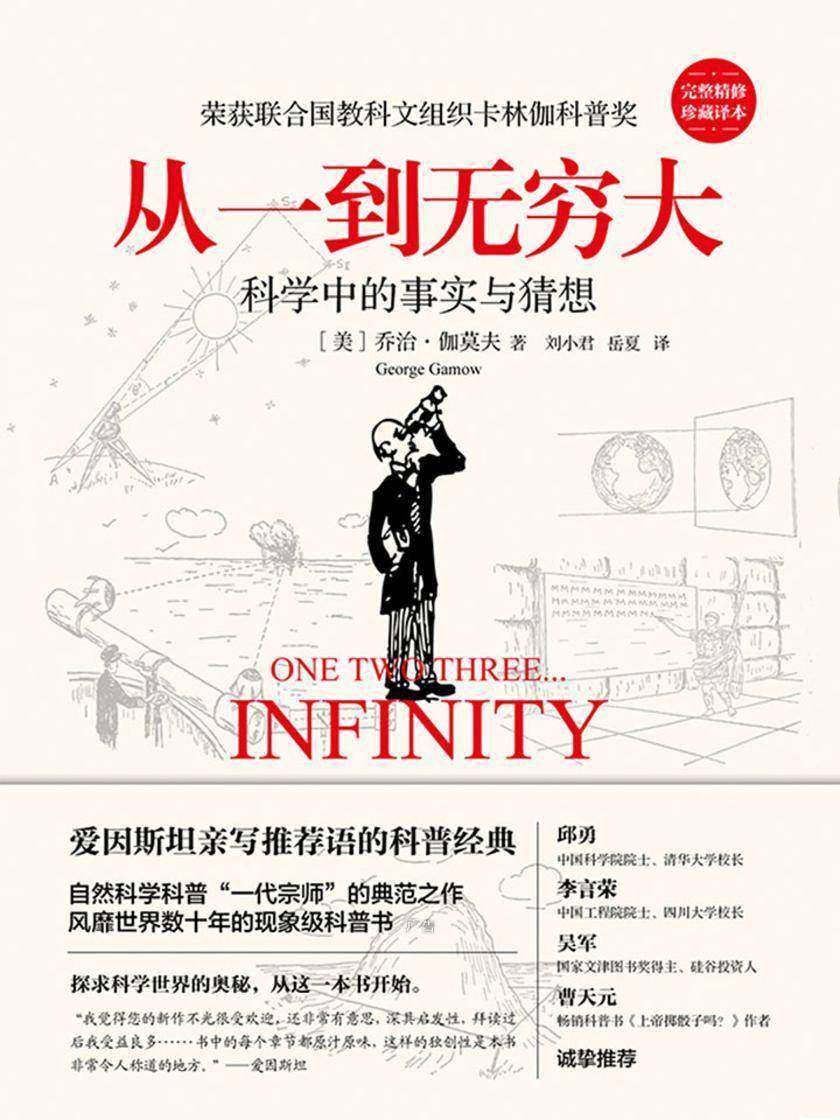 完整精修
珍藏译本
荣获联合国教科文组织卡林伽科普奖
从一到无穷大
科学中的事实与猜想
［美］乔治·伽莫夫 著 刘小君 岳夏 译
George Gamow
ONE TWO THREE...
INFINITY
爱因斯坦亲写推荐语的科普经典
自然科学科普“一代宗师”的典范之作
风靡世界数十年的现象级科普书
广告
探求科学世界的奥秘，从这一本书开始。
“我觉得您的新作不光很受欢迎，还非常有意思，深具启发性，拜读过
后我受益良多……书中的每个章节都原汁原味，这样的独创性是本书
非常令人称道的地方。”——爱因斯坦
邱勇
中国科学院院士、清华大学校长
李言荣
中国工程院院士、四川大学校长
吴军
国家文津图书奖得主、硅谷投资人
曹天元
畅销科普书《上帝掷骰子吗？》作者
诚挚推荐